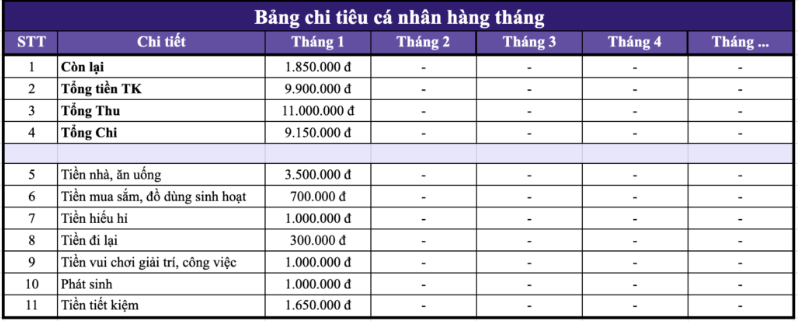 Bảng chi tiêu cá nhân hàng tháng
STT Chi tiết Tháng 1 Tháng 2 Tháng 3 Tháng 4 Tháng ...
1 Còn lại 1.850.000 đ - - - -
2 Tổng tiền TK 9.900.000 đ - - - -
3 Tổng Thu 11.000.000 đ - - - -
4 Tổng Chi 9.150.000 đ - - - -
5 Tiền nhà, ăn uống 3.500.000 đ - - - -
6 Tiền mua sắm, đồ dùng sinh hoạt 700.000 đ - - - -
7 Tiền hiếu hỉ 1.000.000 đ - - - -
8 Tiền đi lại 300.000 đ - - - -
9 Tiền vui chơi giải trí, công việc 1.000.000 đ - - - -
10 Phát sinh 1.000.000 đ - - - -
11 Tiền tiết kiệm 1.650.000 đ - - - -